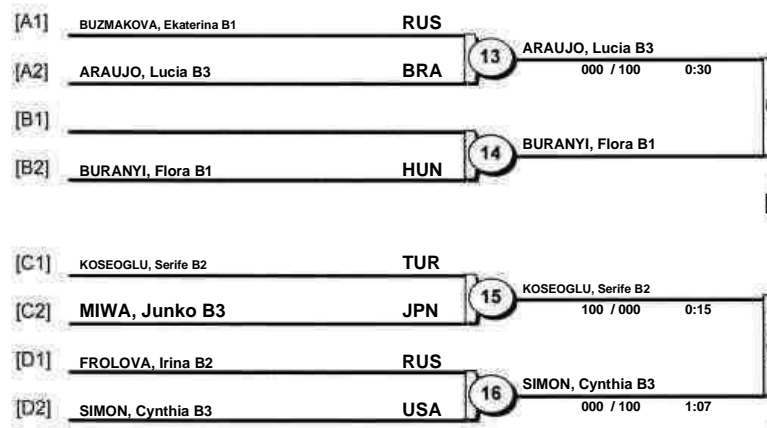 [A1] BUZMAKOVA, Ekaterina B1 RUS
13 ARAUJO, Lucia B3
[A2] ARAUJO, Lucia B3 BRA
000 / 100 0:30
[B1]
14 BURANYI, Flora B1
[B2] BURANYI, Flora B1 HUN
[C1] KOSEOGLU, Serife B2 TUR
15 KOSEOGLU, Serife B2
[C2] MIWA, Junko B3 JPN
100 / 000 0:15
[D1] FROLOVA, Irina B2 RUS
16 SIMON, Cynthia B3
[D2] SIMON, Cynthia B3 USA
000 / 100 1:07